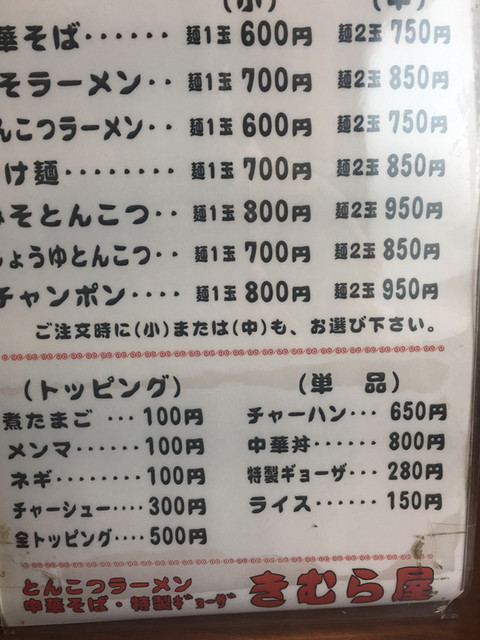 (小) (中)
華そば‥‥‥ 麺1玉 600円 麺2玉 750円
そラーメン‥ 麺1玉 700円 麺2玉 850円
んこつラーメン‥ 麺1玉 600円 麺2玉 750円
け麺‥‥‥‥ 麺1玉 700円 麺2玉 850円
みそとんこつ‥ 麺1玉 800円 麺2玉 950円
しょうゆとんこつ‥ 麺1玉 700円 麺2玉 850円
チャンポン‥‥ 麺1玉 800円 麺2玉 950円
ご注文時に(小)または(中)も、お選び下さい。
(トッピング)
煮たまご …100円
メンマ‥‥‥100円
ネギ‥‥‥‥100円
チャーシュー‥‥300円
全トッピング‥‥500円
(単品)
チャーハン… 650円
中華丼‥‥‥ 800円
特製ギョーザ… 280円
ライス‥‥‥ 150円
とんこつラーメン
中華そば・特製ギョーザ
きむら屋